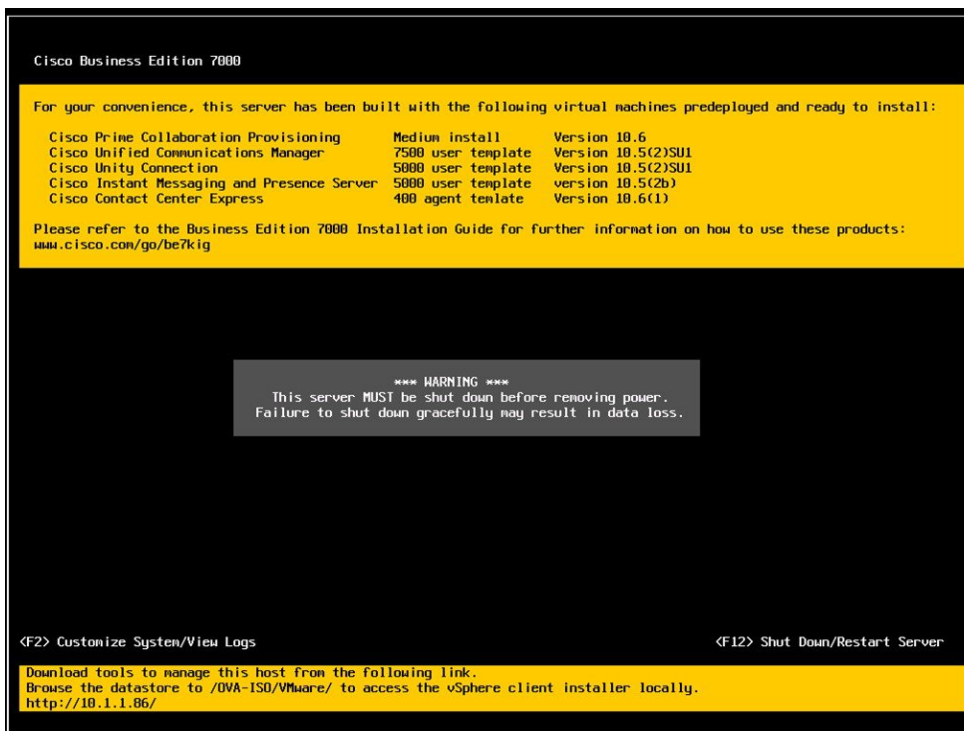 Cisco Business Edition 7000
For your convenience, this server has been built with the following virtual machines predeployed and ready to install:
Cisco Prime Collaboration Provisioning Medium install Version 10.6
Cisco Unified Communications Manager 7500 user template Version 10.5(2)SU1
Cisco Unity Connection 5000 user template Version 10.5(2)SU1
Cisco Instant Messaging and Presence Server 5000 user template version 10.5(2b)
Cisco Contact Center Express 400 agent temlate Version 10.6(1)
Please refer to the Business Edition 7000 Installation Guide for further information on how to use these products:
www.cisco.com/go/be7kig
*** WARNING ***
This server MUST be shut down before removing power.
Failure to shut down gracefully may result in data loss.
<F2> Customize System/View Logs <F12> Shut Down/Restart Server
Download tools to manage this host from the following link.
Browse the datastore to /OVA-ISO/VMware/ to access the vSphere client installer locally.
http://10.1.1.86/